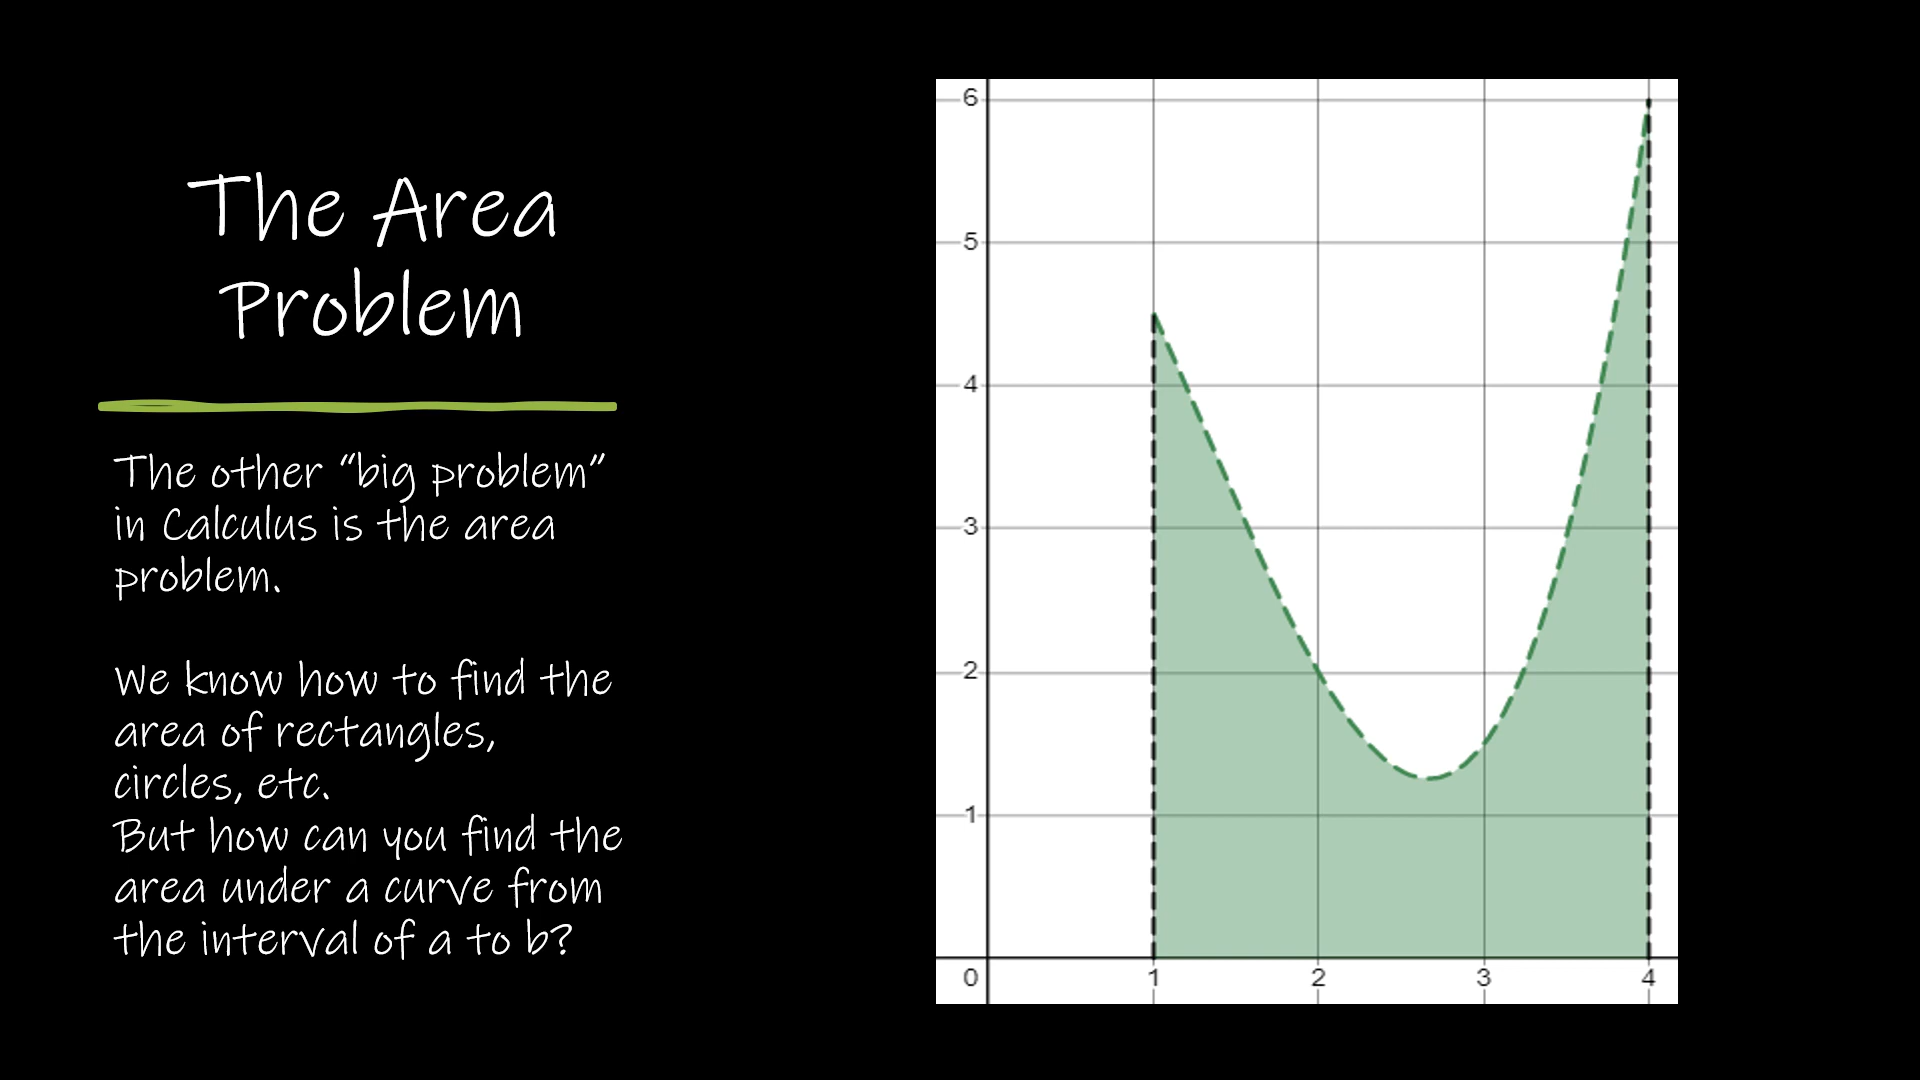 The Area
Problem
The other “big problem”
in Calculus is the area
problem.
We know how to find the
area of rectangles,
circles, etc.
But how can you find the
area under a curve from
the interval of a to b?
6
5
4
3
2
1
0 1 2 3 4